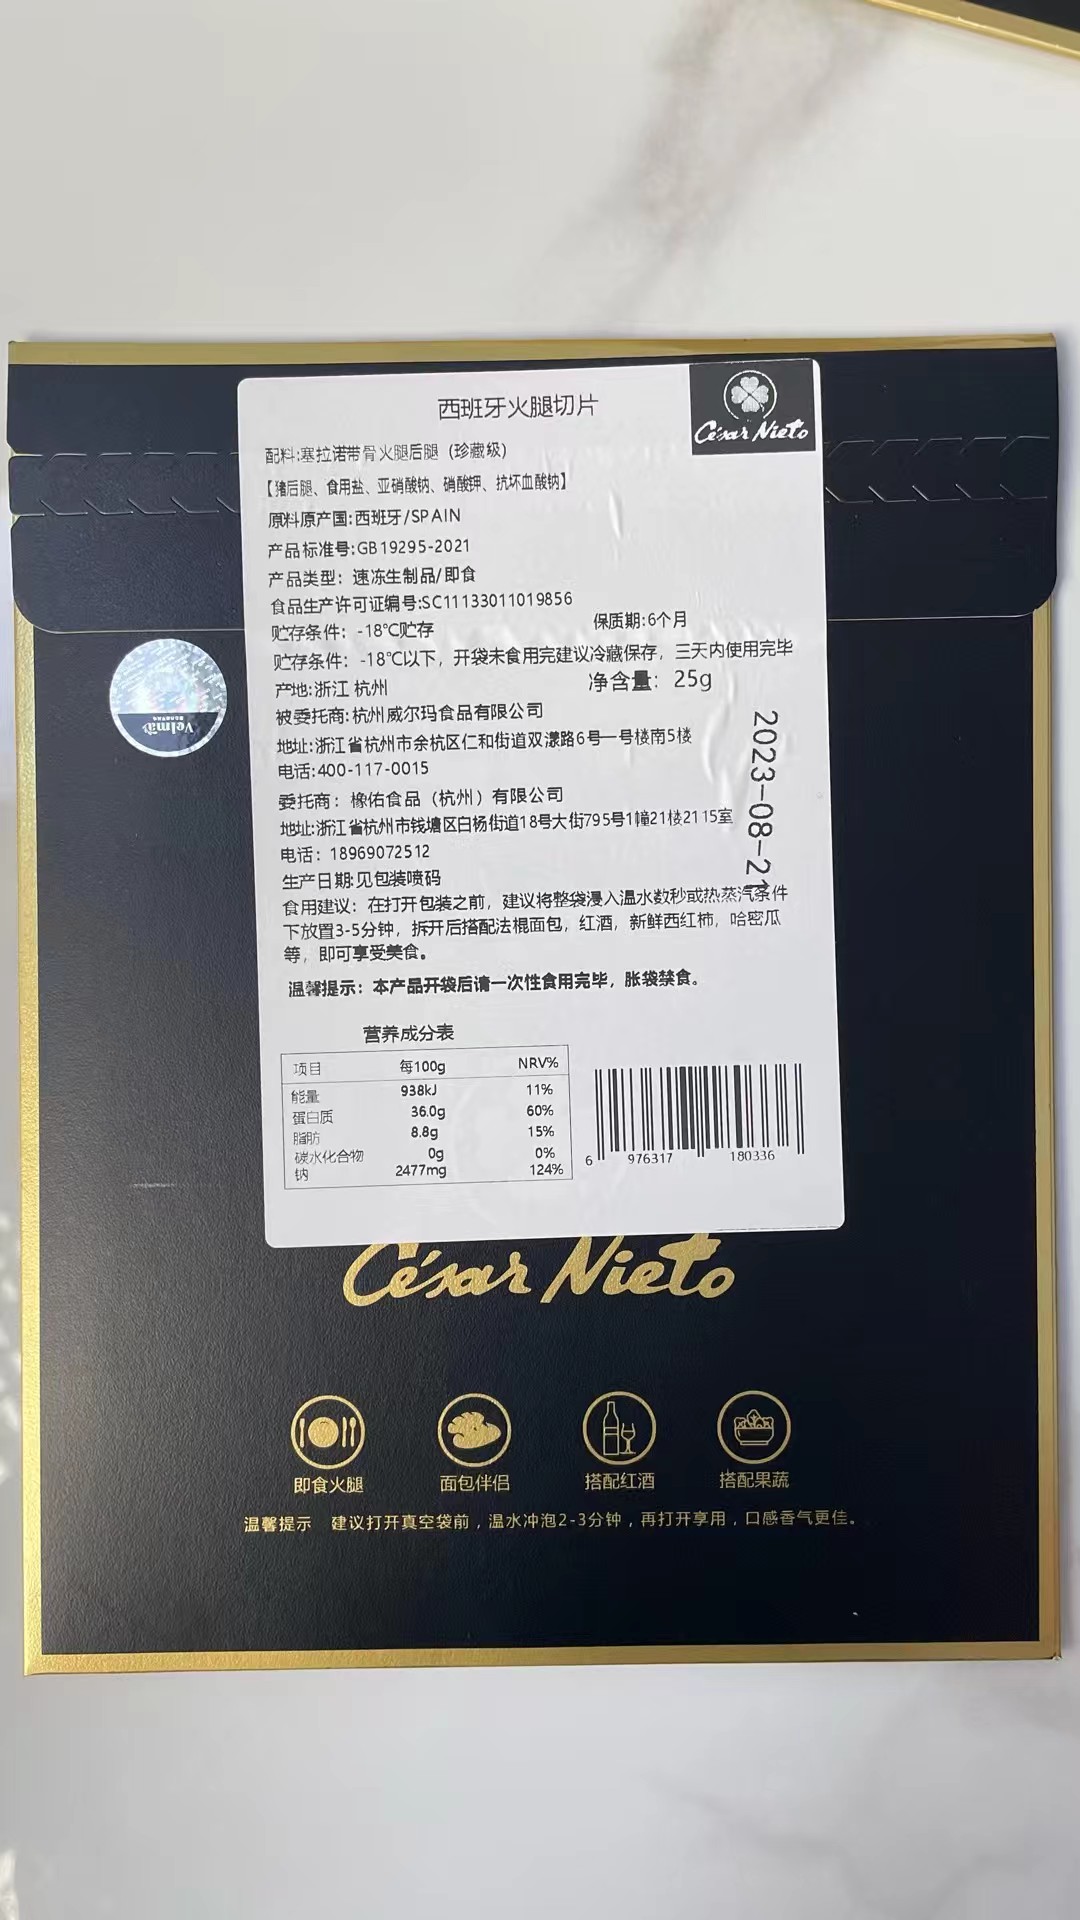 西班牙火腿切片
César Nieto
配料:塞拉诺带骨火腿后腿（珍藏级）
【猪后腿、食用盐、亚硝酸钠、硝酸钾、抗坏血酸钠】
原料原产国:西班牙/SPAIN
产品标准号:GB19295-2021
产品类型：速冻生制品/即食
食品生产许可证编号:SC11133011019856
贮存条件：-18℃贮存 保质期:6个月
贮存条件：-18℃以下，开袋未食用完建议冷藏保存，三天内使用完毕
产地:浙江 杭州 净含量：25g
被委托商:杭州威尔玛食品有限公司
地址:浙江省杭州市余杭区仁和街道双漾路6号一号楼南5楼
电话:400-117-0015
委托商：橡佑食品（杭州）有限公司
地址:浙江省杭州市钱塘区白杨街道18号大街795号1幢21楼2115室
电话：18969072512
生产日期:见包装喷码
2023-08-21
食用建议：在打开包装之前，建议将整袋浸入温水数秒或热蒸汽条件
下放置3-5分钟，拆开后搭配法棍面包，红酒，新鲜西红柿，哈密瓜
等，即可享受美食。
温馨提示：本产品开袋后请一次性食用完毕，胀袋禁食。
营养成分表
项目 每100g NRV%
能量 938kJ 11%
蛋白质 36.0g 60%
脂肪 8.8g 15%
碳水化合物 0g 0%
钠 2477mg 124%
6 976317 180336
Velma
César Nieto
即食火腿 面包伴侣 搭配红酒 搭配果蔬
温馨提示 建议打开真空袋前，温水冲泡2-3分钟，再打开享用，口感香气更佳。